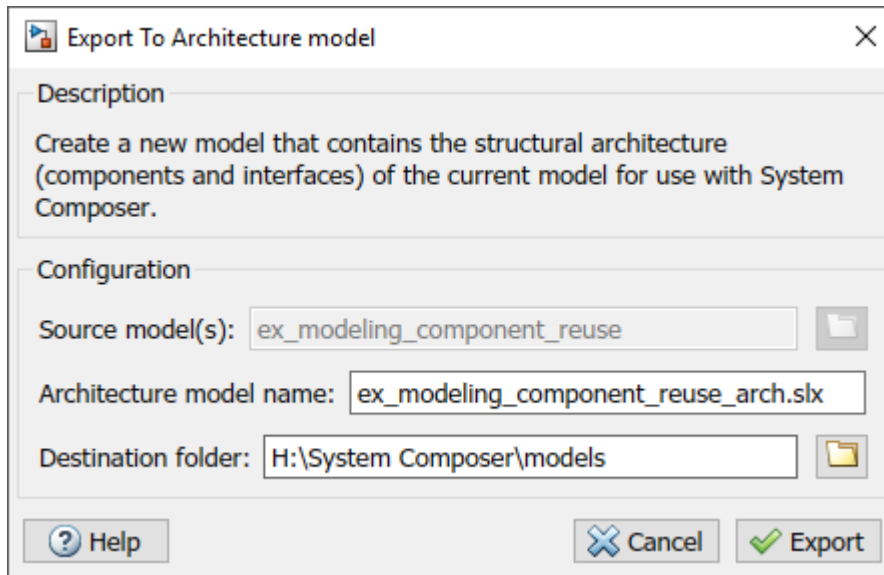 Export To Architecture model
Description
Create a new model that contains the structural architecture
(components and interfaces) of the current model for use with System
Composer.
Configuration
Source model(s): ex_modeling_component_reuse
Architecture model name: ex_modeling_component_reuse_arch.slx
Destination folder: H:\System Composer\models
Help Cancel Export